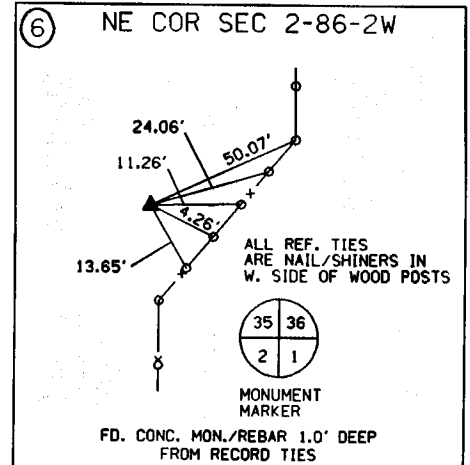 6 NE COR SEC 2-86-2W
24.06'
50.07'
11.26'
4.26'
13.65'
ALL REF. TIES
ARE NAIL/SHINERS IN
W. SIDE OF WOOD POSTS
35 36
2 1
MONUMENT
MARKER
FD. CONC. MON./REBAR 1.0' DEEP
FROM RECORD TIES